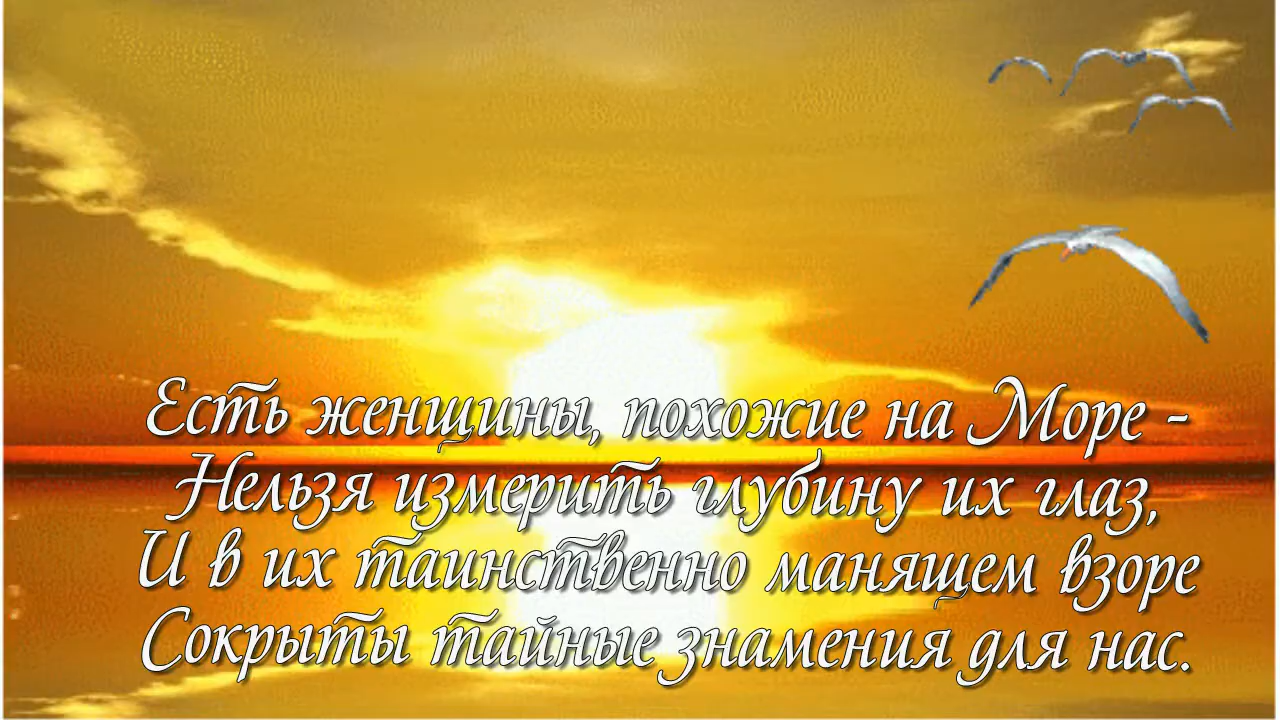 Есть женщины, похожие на Море -
Нельзя измерить глубину их глаз,
И в их таинственно манящем взоре
Сокрыты тайные знамения для нас.